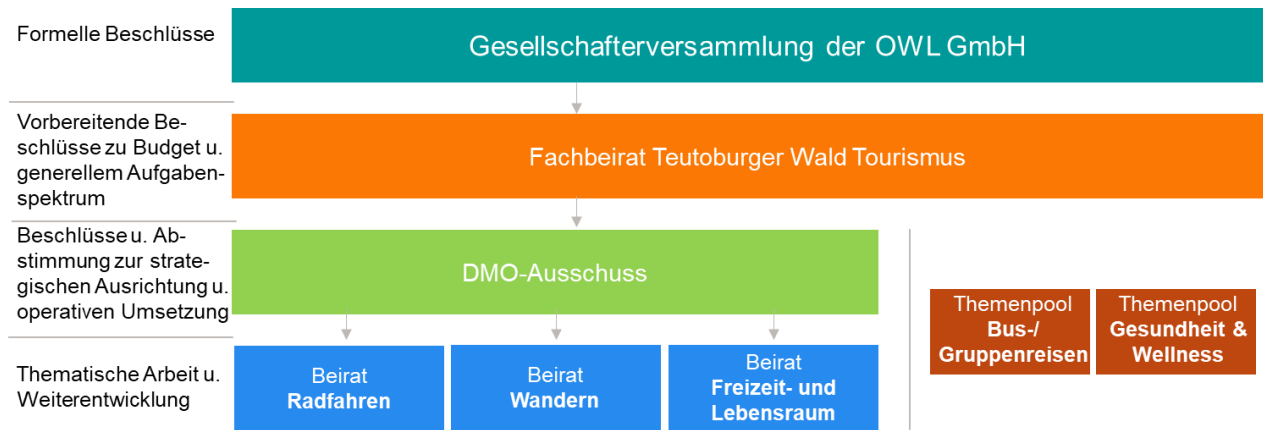 Formelle Beschlüsse
Gesellschafterversammlung der OWL GmbH
Vorbereitende Be-
schlüsse zu Budget u.
generellem Aufgaben-
spektrum
Fachbeirat Teutoburger Wald Tourismus
Beschlüsse u. Ab-
stimmung zur strate-
gischen Ausrichtung u.
operativen Umsetzung
DMO-Ausschuss
Themenpool
Bus-/
Gruppenreisen
Themenpool
Gesundheit &
Wellness
Thematische Arbeit u.
Weiterentwicklung
Beirat
Radfahren
Beirat
Wandern
Beirat
Freizeit- und
Lebensraum